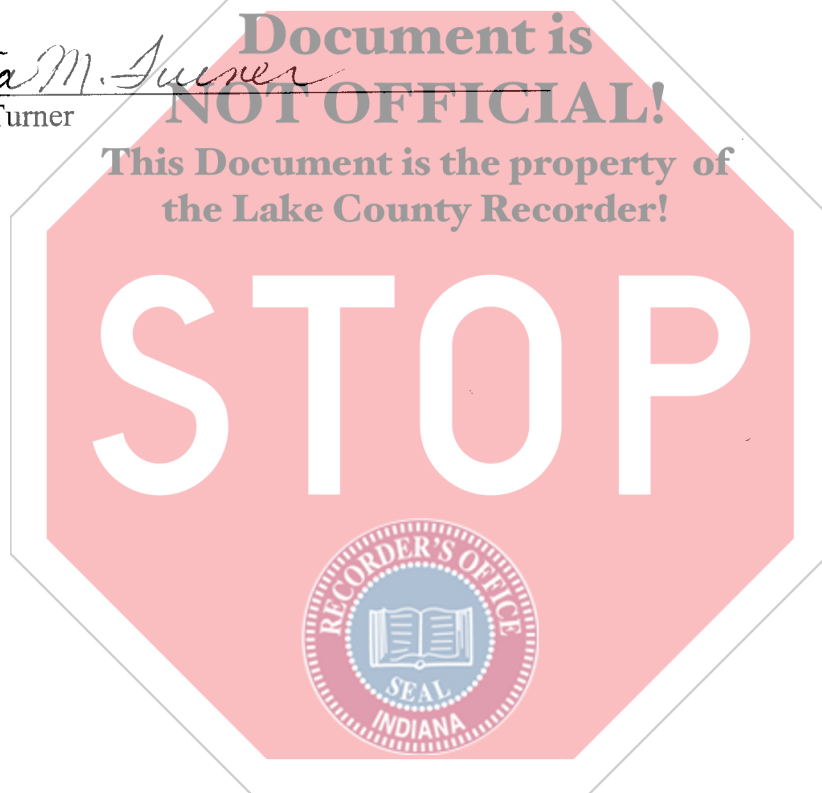 Document is
M. Turner
NOT OFFICIAL!
Turner
This Document is the property of
the Lake County Recorder!
STOP
RECORDER'S OFFICE
SEAL
INDIANA